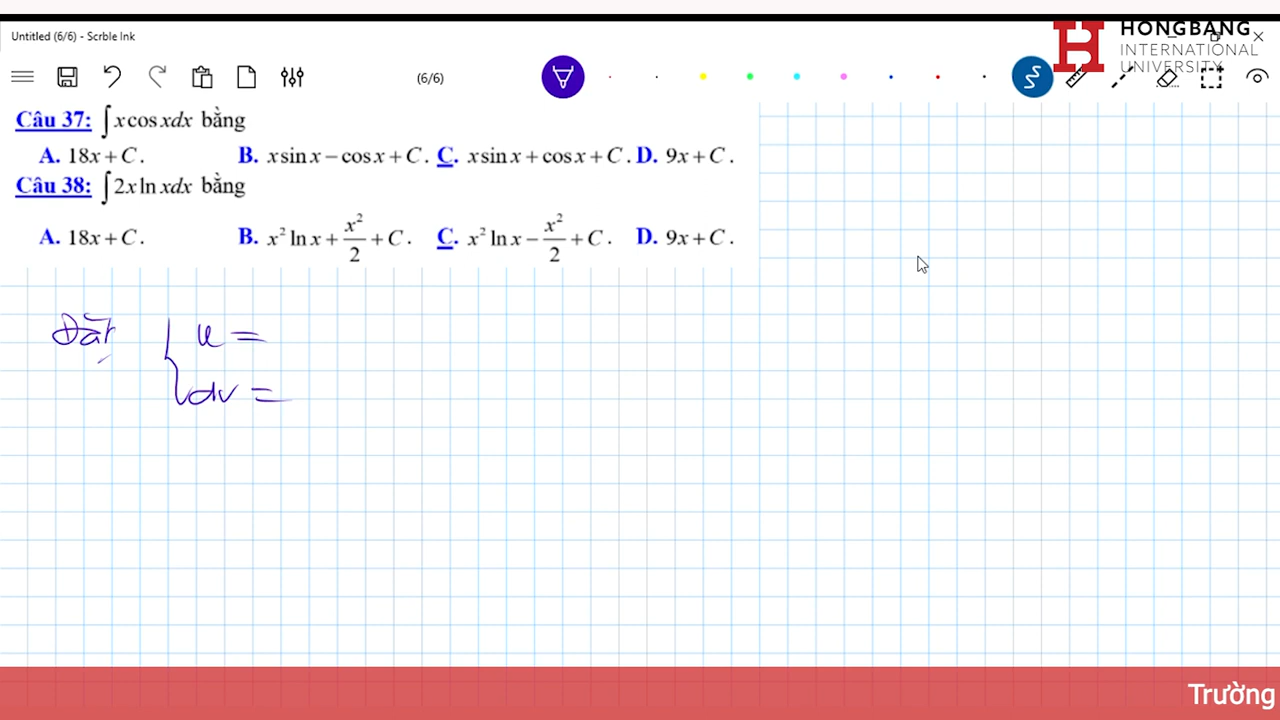 Untitled (6/6) - Scrble Ink
HONGBANG
INTERNATIONAL
UNIVERSITY
(6/6)
Câu 37: ∫x cos xdx bằng
A. 18x + C. B. x sin x − cos x + C. C. x sin x + cos x + C. D. 9x + C.
Câu 38: ∫2x ln xdx bằng
A. 18x + C. B. x² ln x + x²/2 + C. C. x² ln x − x²/2 + C. D. 9x + C.
Đặt { u =
dv =
Trường